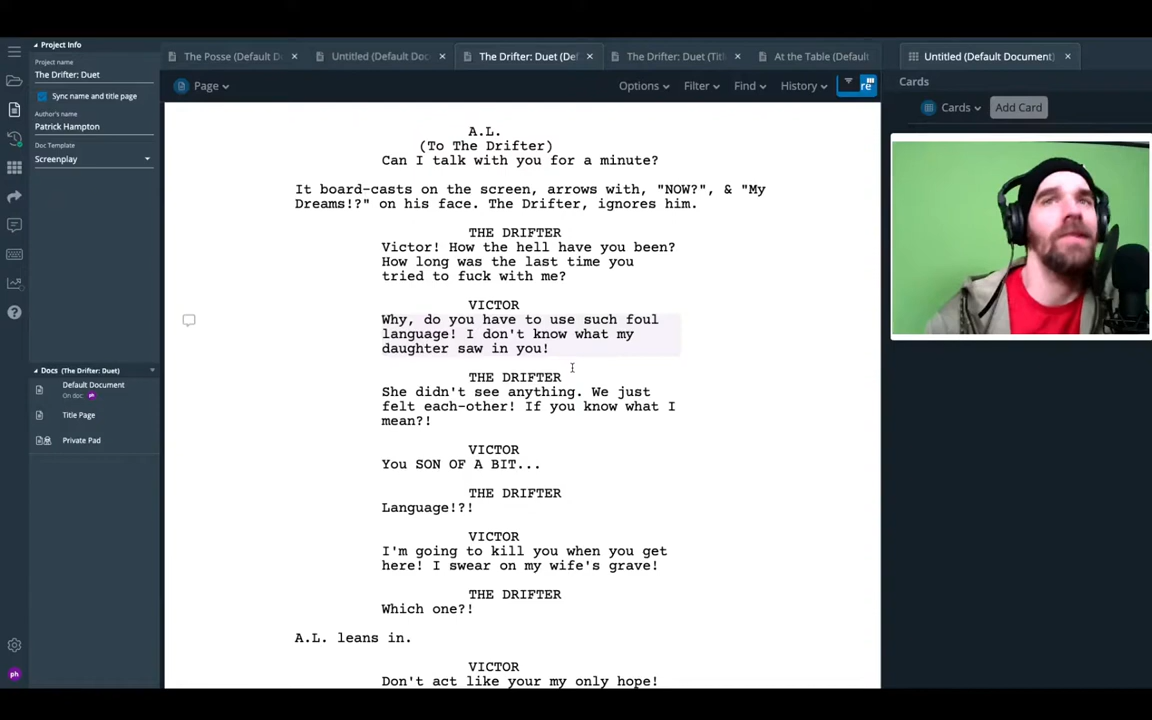 Project Info
Project name
The Drifter: Duet
Sync name and title page
Author's name
Patrick Hampton
Doc Template
Screenplay
Docs (The Drifter: Duet)
Default Document
On doc: ph
Title Page
Private Pad
ph
The Posse (Default D
Untitled (Default Doc
The Drifter: Duet (Def
The Drifter: Duet (Titl
At the Table (Default
Page
Options
Filter
Find
History
re
A.L.
(To The Drifter)
Can I talk with you for a minute?
It board-casts on the screen, arrows with, "NOW?", & "My
Dreams!?" on his face. The Drifter, ignores him.
THE DRIFTER
Victor! How the hell have you been?
How long was the last time you
tried to fuck with me?
VICTOR
Why, do you have to use such foul
language! I don't know what my
daughter saw in you!
THE DRIFTER
She didn't see anything. We just
felt each-other! If you know what I
mean?!
VICTOR
You SON OF A BIT...
THE DRIFTER
Language!?!
VICTOR
I'm going to kill you when you get
here! I swear on my wife's grave!
THE DRIFTER
Which one?!
A.L. leans in.
VICTOR
Don't act like your my only hope!
Untitled (Default Document)
Cards
Cards
Add Card